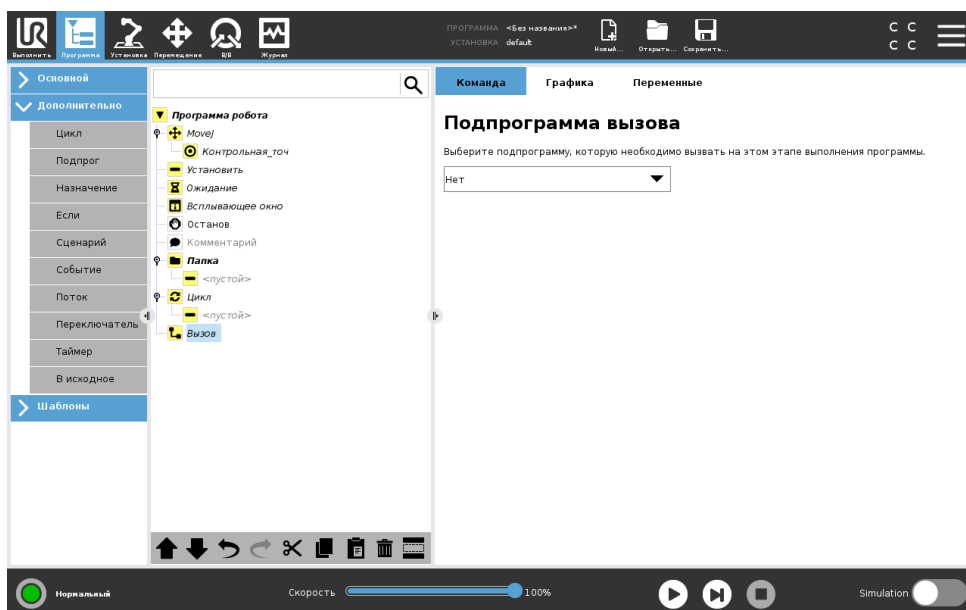 ПРОГРАММА <Без названия>*
УСТАНОВКА default
Выполнить Программа Установка Перемещение В/В Журнал
Новый... Открыть... Сохранить...
C C
C C
Основной
Дополнительно
Цикл
Подпрог
Назначение
Если
Сценарий
Событие
Поток
Переключатель
Таймер
В исходное
Шаблоны
Программа робота
MoveJ
Контрольная_точ
Установить
Ожидание
Всплывающее окно
Останов
Комментарий
Папка
<пустой>
Цикл
<пустой>
Вызов
Команда Графика Переменные
Подпрограмма вызова
Выберите подпрограмму, которую необходимо вызвать на этом этапе выполнения программы.
Нет
Нормальный
Скорость 100%
Simulation